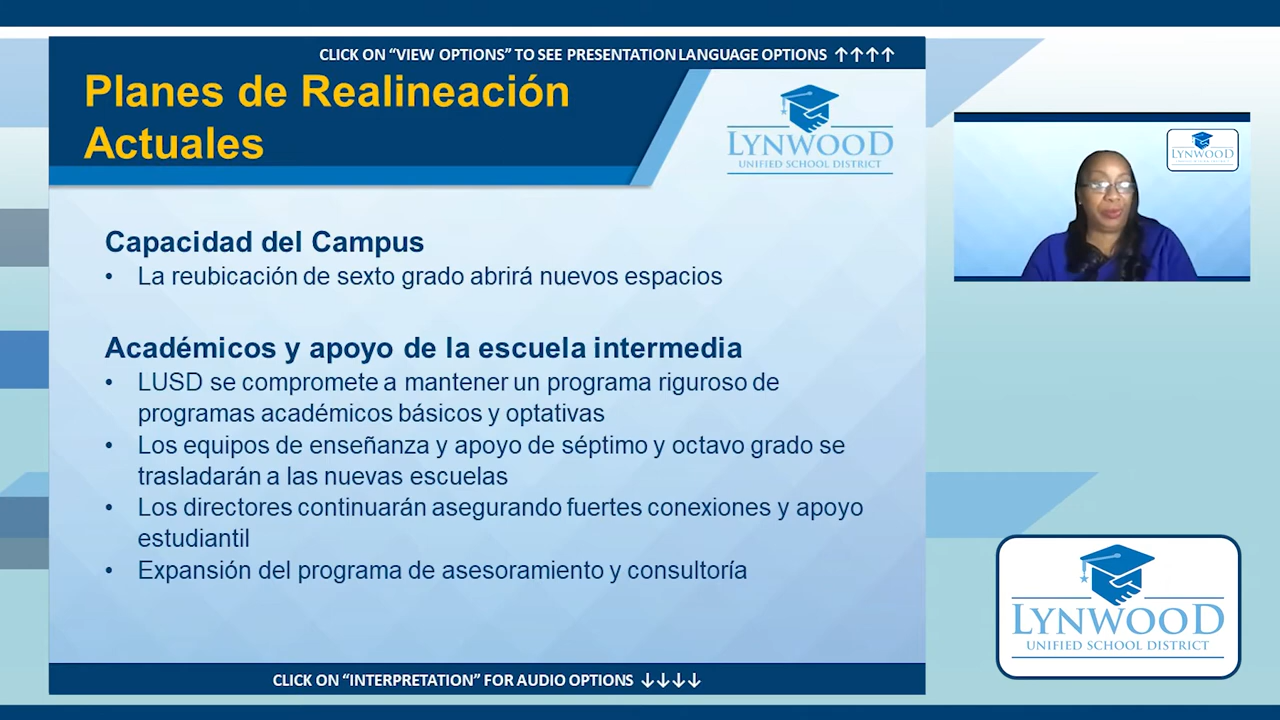 CLICK ON “VIEW OPTIONS” TO SEE PRESENTATION LANGUAGE OPTIONS ↑↑↑↑
Planes de Realineación
Actuales
LYNWOOD
UNIFIED SCHOOL DISTRICT
LYNWOOD
Capacidad del Campus
• La reubicación de sexto grado abrirá nuevos espacios
Académicos y apoyo de la escuela intermedia
• LUSD se compromete a mantener un programa riguroso de
programas académicos básicos y optativas
• Los equipos de enseñanza y apoyo de séptimo y octavo grado se
trasladarán a las nuevas escuelas
• Los directores continuarán asegurando fuertes conexiones y apoyo
estudiantil
• Expansión del programa de asesoramiento y consultoría
LYNWOOD
UNIFIED SCHOOL DISTRICT
CLICK ON “INTERPRETATION” FOR AUDIO OPTIONS ↓↓↓↓